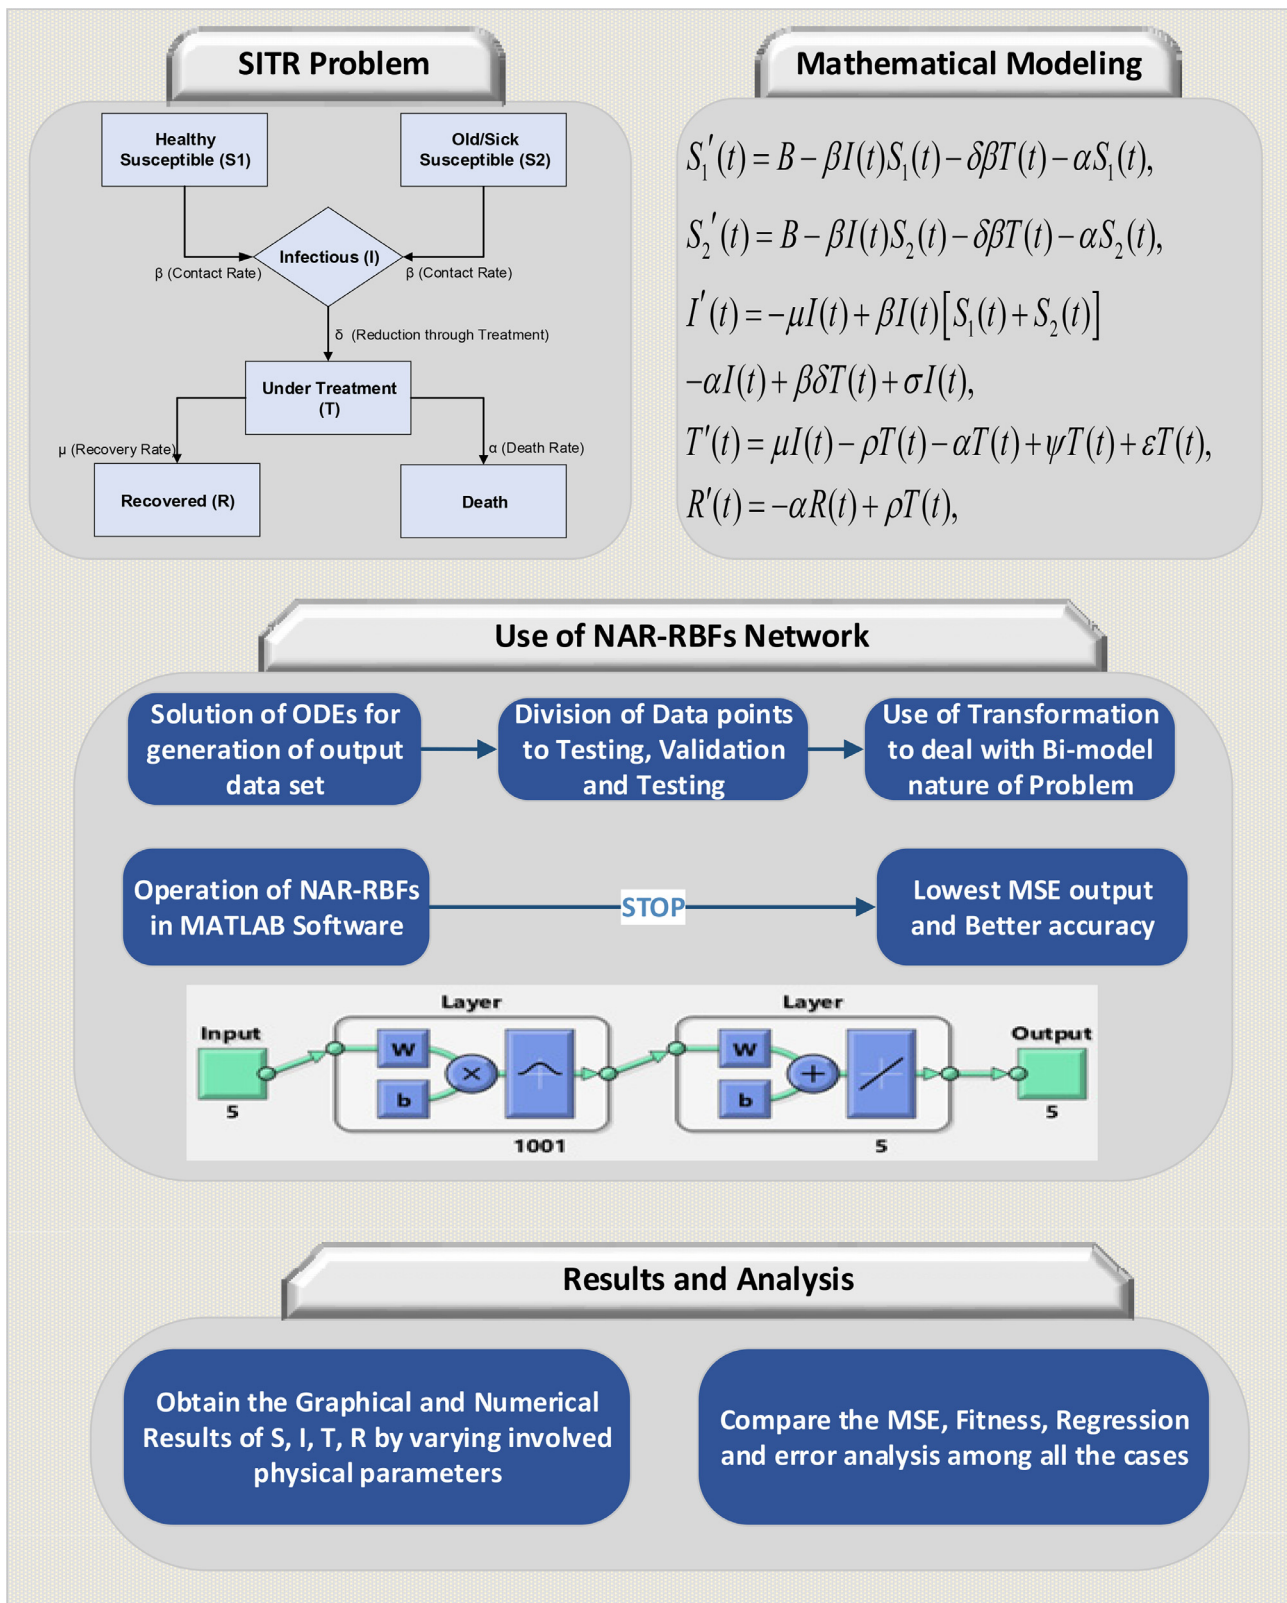 SITR Problem
Healthy
Susceptible (S1)
Old/Sick
Susceptible (S2)
Infectious (I)
β (Contact Rate)
β (Contact Rate)
δ (Reduction through Treatment)
Under Treatment
(T)
μ (Recovery Rate)
α (Death Rate)
Recovered (R)
Death
Mathematical Modeling
S₁′(t) = B − βI(t)S₁(t) − δβT(t) − αS₁(t),
S₂′(t) = B − βI(t)S₂(t) − δβT(t) − αS₂(t),
I′(t) = −μI(t) + βI(t)[S₁(t) + S₂(t)]
−αI(t) + βδT(t) + σI(t),
T′(t) = μI(t) − ρT(t) − αT(t) + ψT(t) + εT(t),
R′(t) = −αR(t) + ρT(t),
Use of NAR-RBFs Network
Solution of ODEs for
generation of output
data set
Division of Data points
to Testing, Validation
and Testing
Use of Transformation
to deal with Bi-model
nature of Problem
Operation of NAR-RBFs
in MATLAB Software
STOP
Lowest MSE output
and Better accuracy
Input
5
Layer
W
b
×
1001
Layer
W
b
+
5
Output
5
Results and Analysis
Obtain the Graphical and Numerical
Results of S, I, T, R by varying involved
physical parameters
Compare the MSE, Fitness, Regression
and error analysis among all the cases